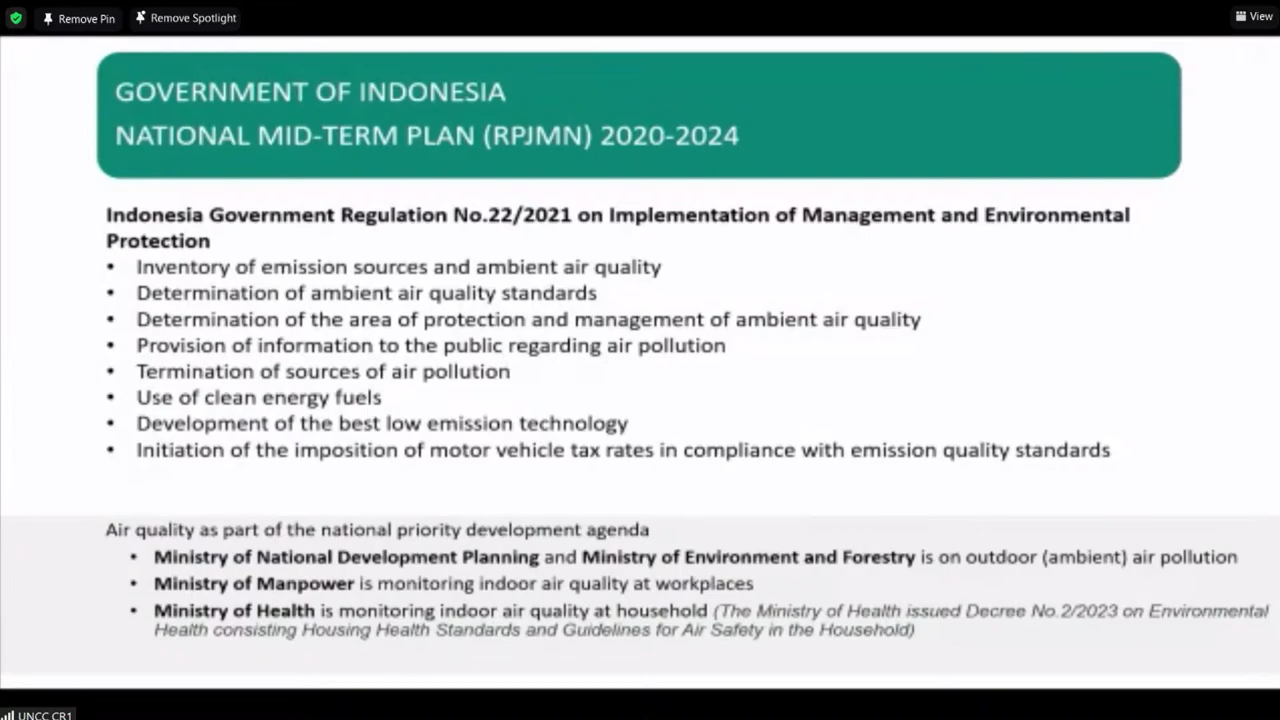 Remove Pin
Remove Spotlight
View
GOVERNMENT OF INDONESIA
NATIONAL MID-TERM PLAN (RPJMN) 2020-2024
Indonesia Government Regulation No.22/2021 on Implementation of Management and Environmental
Protection
• Inventory of emission sources and ambient air quality
• Determination of ambient air quality standards
• Determination of the area of protection and management of ambient air quality
• Provision of information to the public regarding air pollution
• Termination of sources of air pollution
• Use of clean energy fuels
• Development of the best low emission technology
• Initiation of the imposition of motor vehicle tax rates in compliance with emission quality standards
Air quality as part of the national priority development agenda
• Ministry of National Development Planning and Ministry of Environment and Forestry is on outdoor (ambient) air pollution
• Ministry of Manpower is monitoring indoor air quality at workplaces
• Ministry of Health is monitoring indoor air quality at household (The Ministry of Health issued Decree No.2/2023 on Environmental
Health consisting Housing Health Standards and Guidelines for Air Safety in the Household)
UNCC CR1